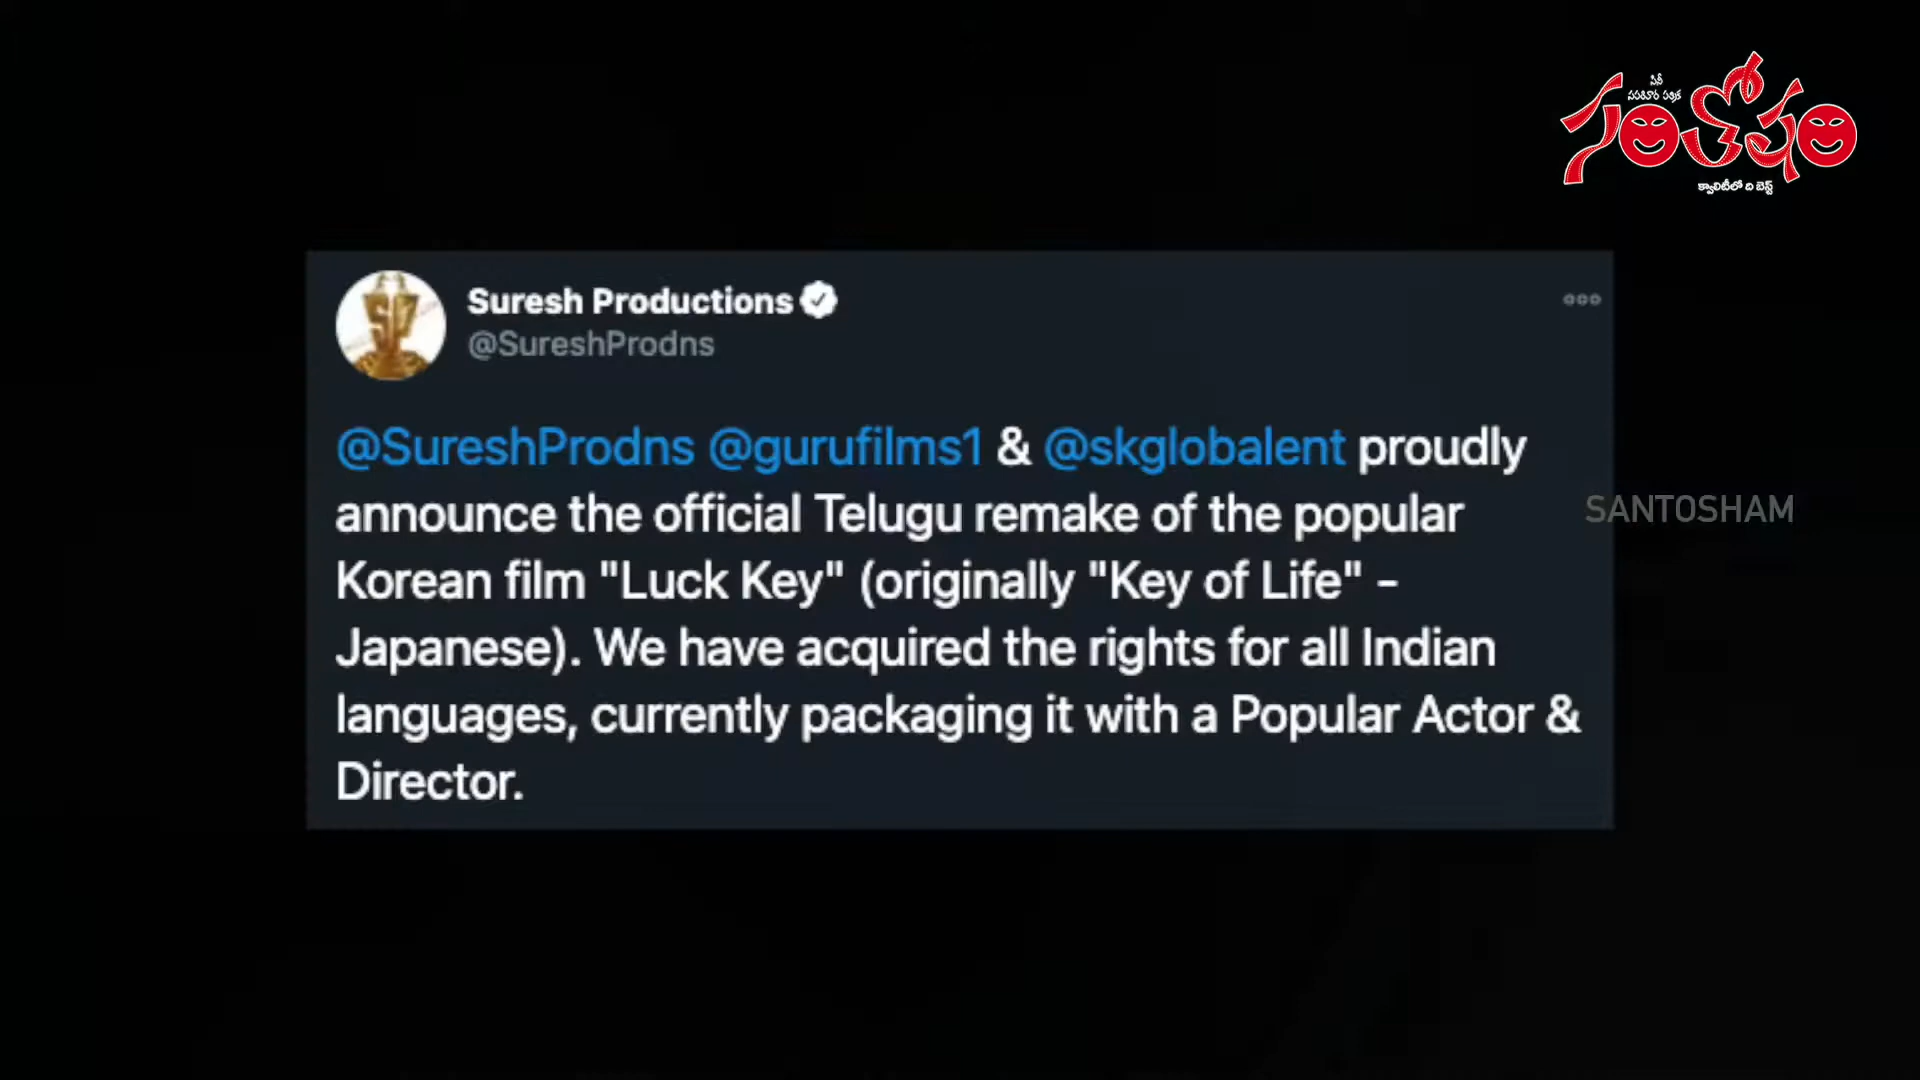 సినీ
సపరివార పత్రిక
సంతోషం
క్వాలిటీలో ది బెస్ట్
Suresh Productions
@SureshProdns
@SureshProdns @gurufilms1 & @skglobalent proudly
announce the official Telugu remake of the popular
Korean film "Luck Key" (originally "Key of Life" -
Japanese). We have acquired the rights for all Indian
languages, currently packaging it with a Popular Actor &
Director.
SANTOSHAM